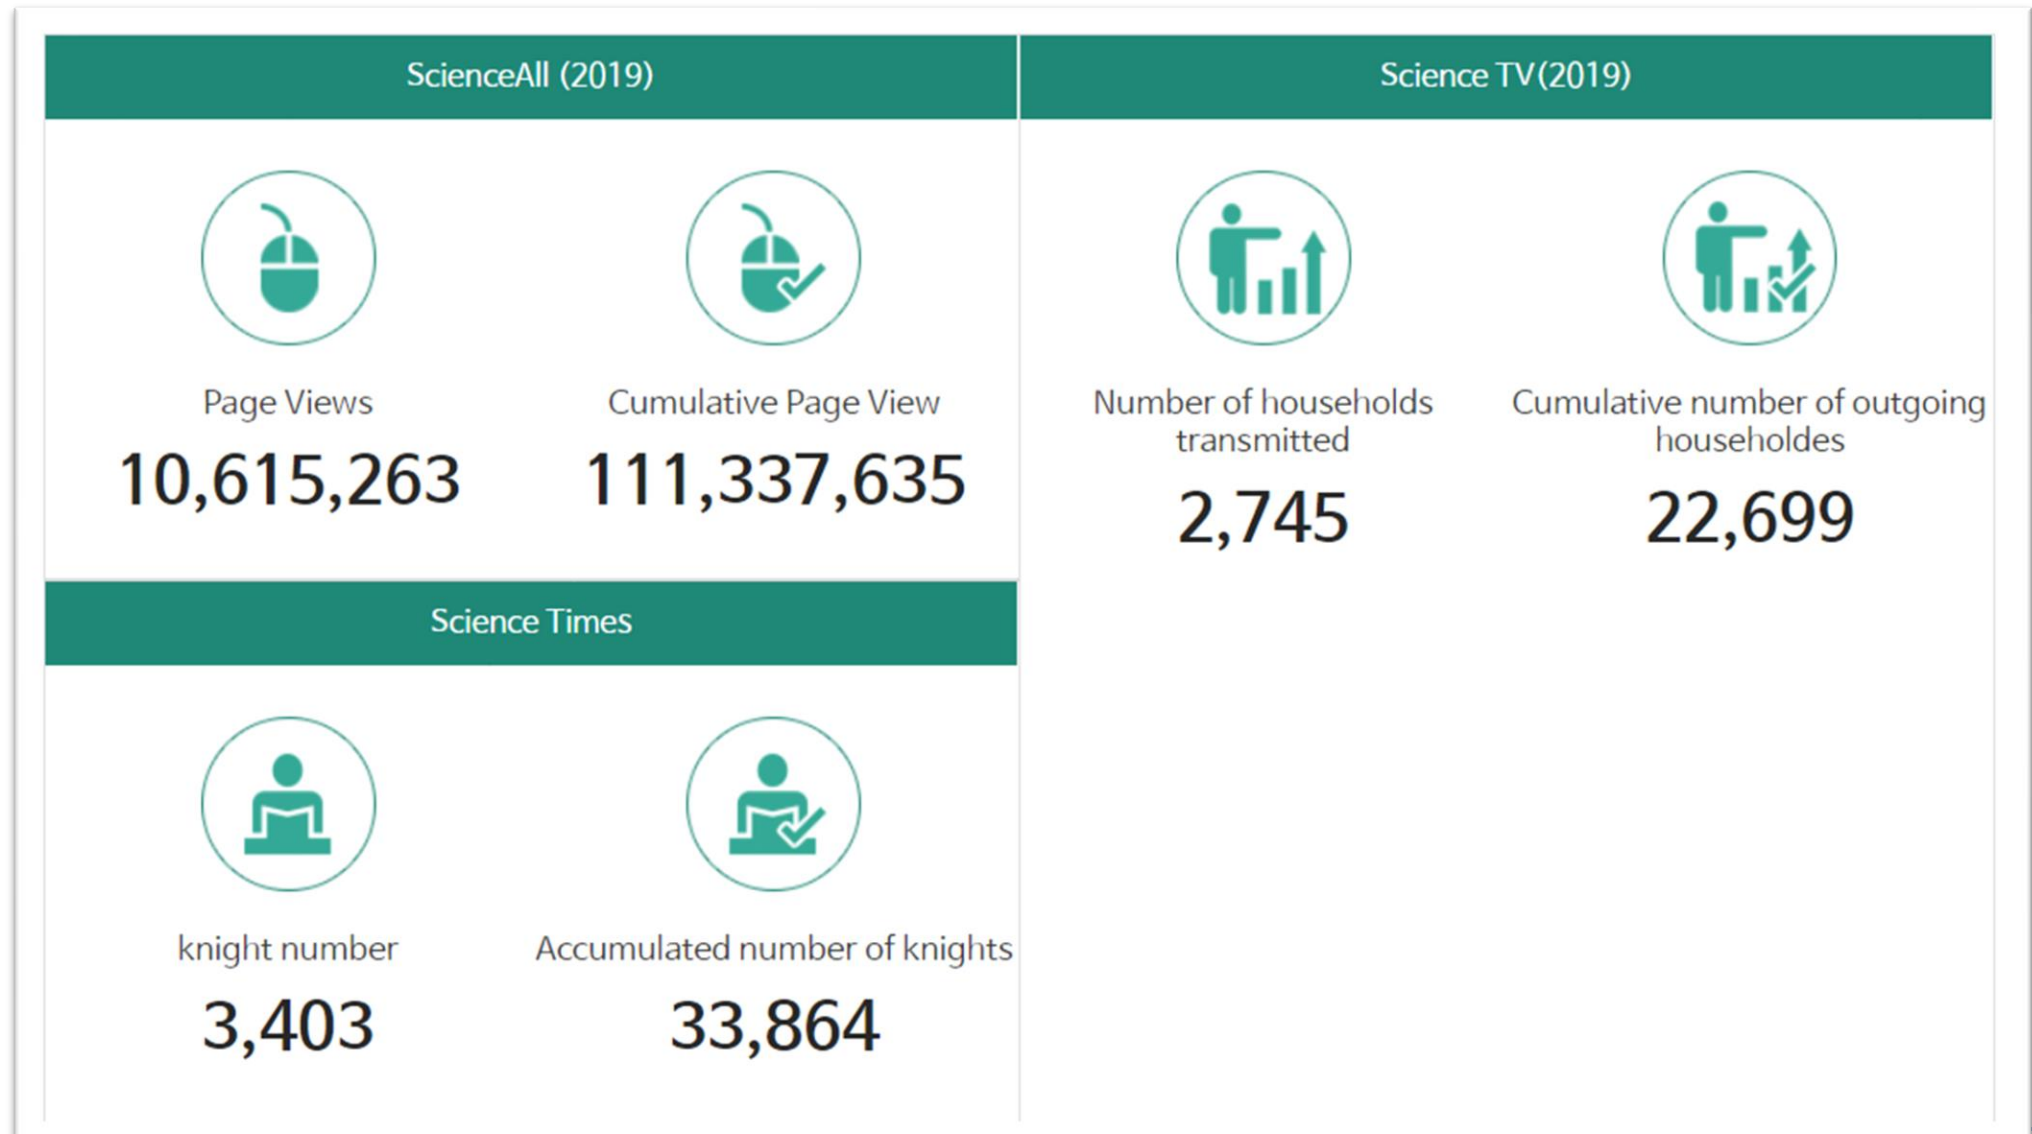 ScienceAll (2019)
Page Views
10,615,263
Cumulative Page View
111,337,635
Science TV(2019)
Number of households
transmitted
2,745
Cumulative number of outgoing
householdes
22,699
Science Times
knight number
3,403
Accumulated number of knights
33,864